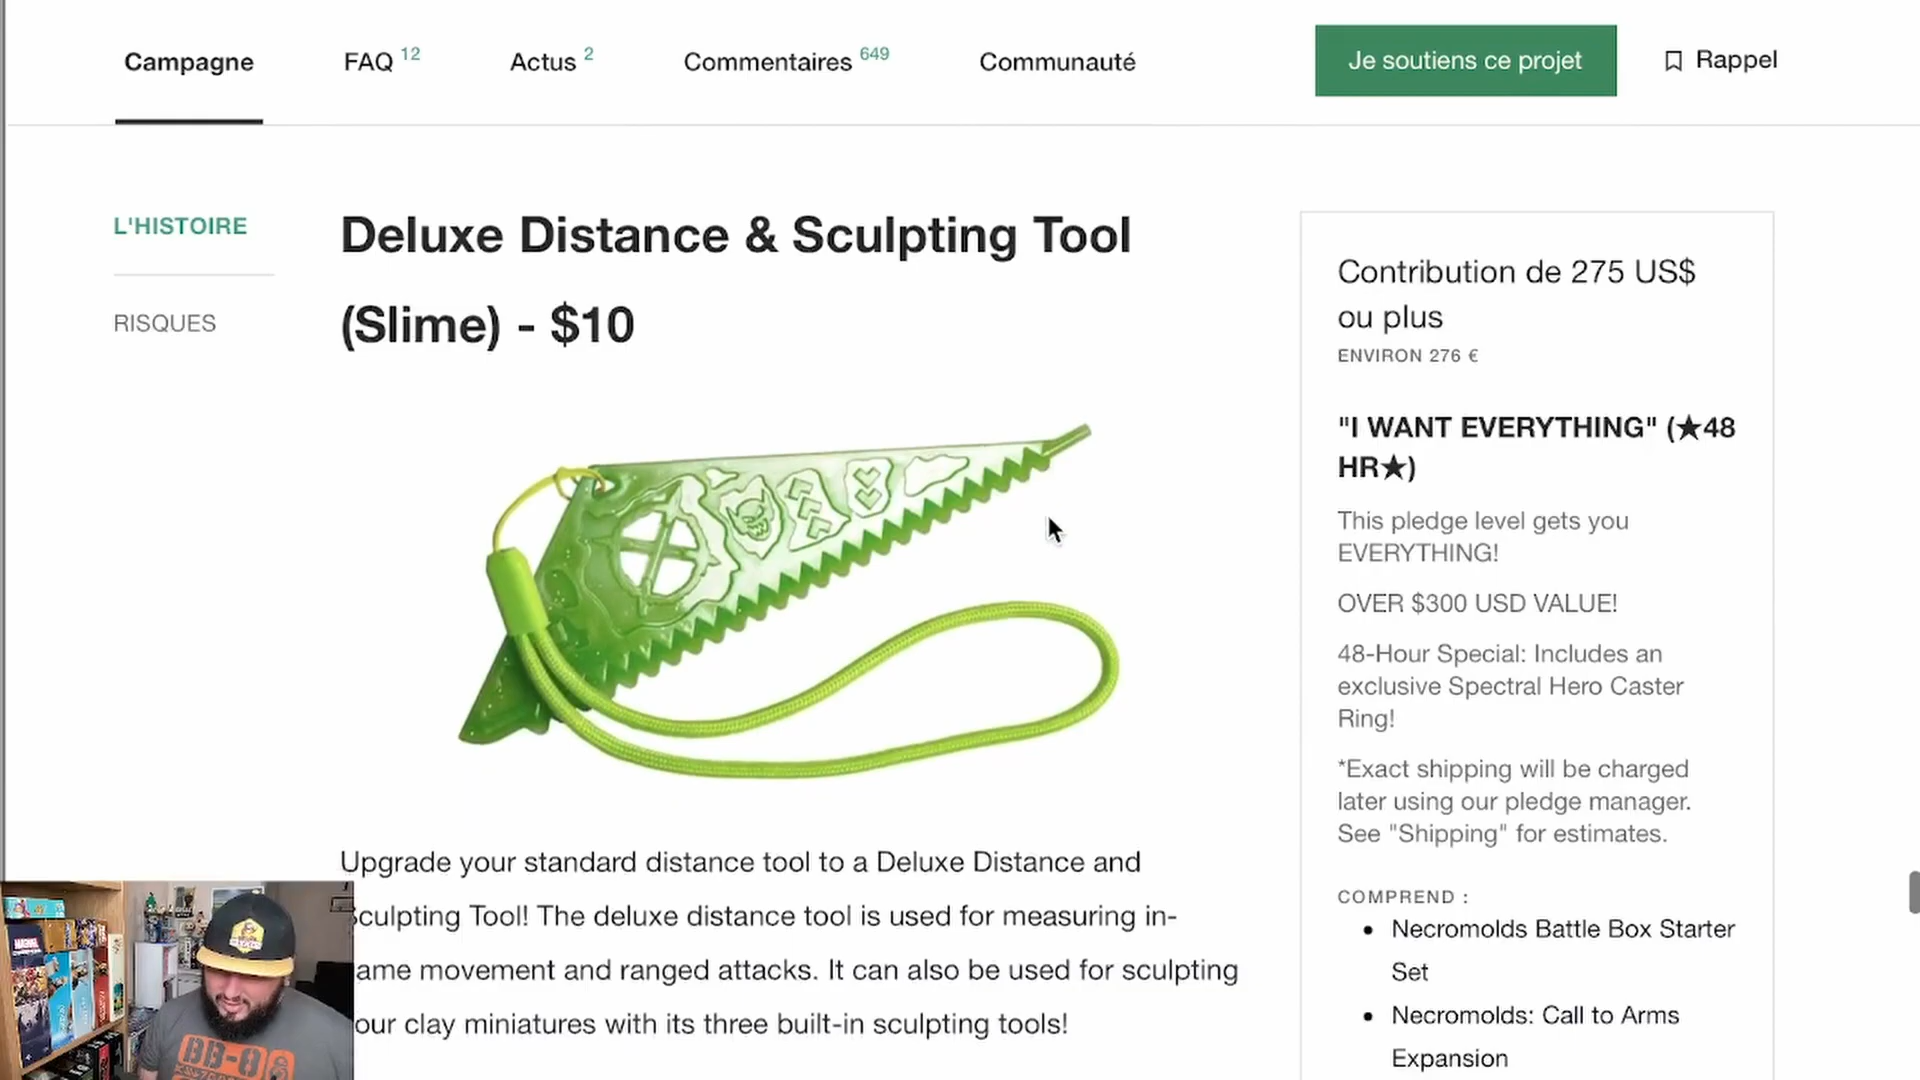 Campagne
FAQ 12
Actus 2
Commentaires 649
Communauté
Je soutiens ce projet
Rappel
L'HISTOIRE
RISQUES
Deluxe Distance & Sculpting Tool
(Slime) - $10
Upgrade your standard distance tool to a Deluxe Distance and
culpting Tool! The deluxe distance tool is used for measuring in-
ame movement and ranged attacks. It can also be used for sculpting
our clay miniatures with its three built-in sculpting tools!
Contribution de 275 US$
ou plus
ENVIRON 276 €
"I WANT EVERYTHING" (★48
HR★)
This pledge level gets you
EVERYTHING!
OVER $300 USD VALUE!
48-Hour Special: Includes an
exclusive Spectral Hero Caster
Ring!
*Exact shipping will be charged
later using our pledge manager.
See "Shipping" for estimates.
COMPREND :
• Necromolds Battle Box Starter
Set
• Necromolds: Call to Arms
Expansion
MARVEL
BB-8